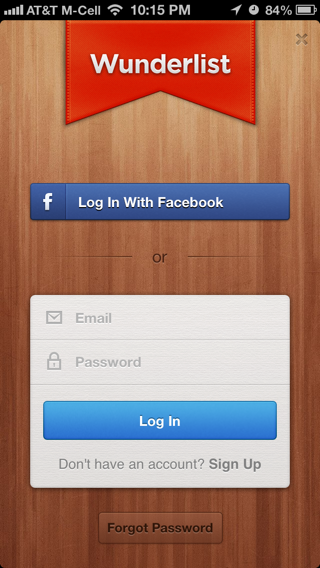 AT&T M-Cell 10:15 PM 84%
Wunderlist
f Log In With Facebook
or
Email
Password
Log In
Don't have an account? Sign Up
Forgot Password